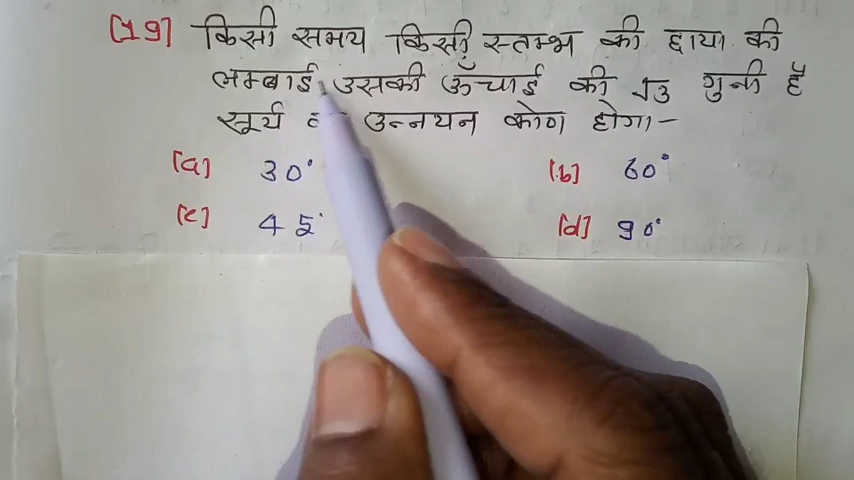 [19] किसी समय किसी स्तम्भ की छाया की
लम्बाई उसकी ऊँचाई की √3 गुनी है
सूर्य उन्नयन कोण होगा-
[a] 30° [b] 60°
[c] 45° [d] 90°